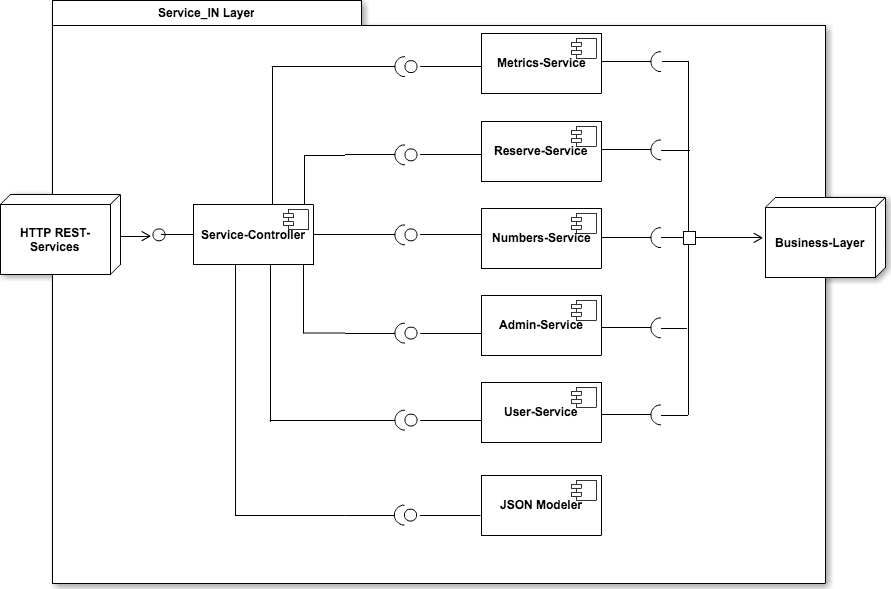 Service_IN Layer
Metrics-Service
Reserve-Service
HTTP REST-
Services
Service-Controller
Numbers-Service
Business-Layer
Admin-Service
User-Service
JSON Modeler